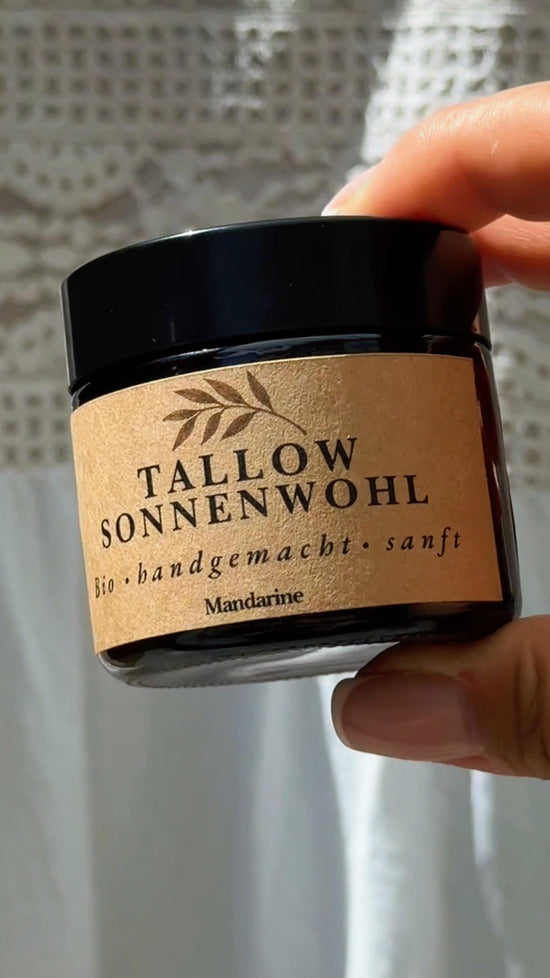 TALLOW
SONNENWOHL
Bio • handgemacht • sanft
Mandarine